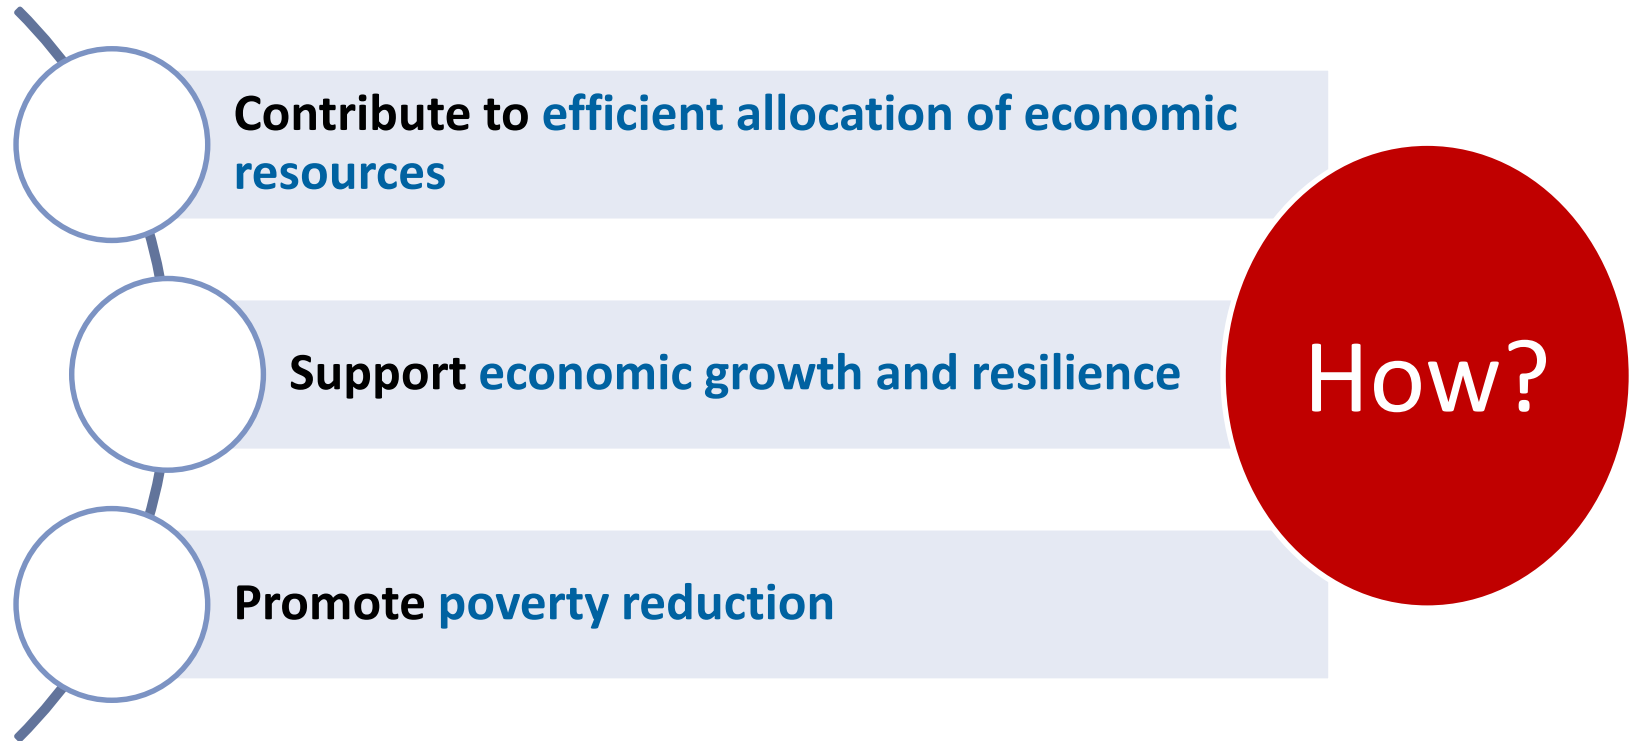 Contribute to efficient allocation of economic
resources
Support economic growth and resilience
How?
Promote poverty reduction